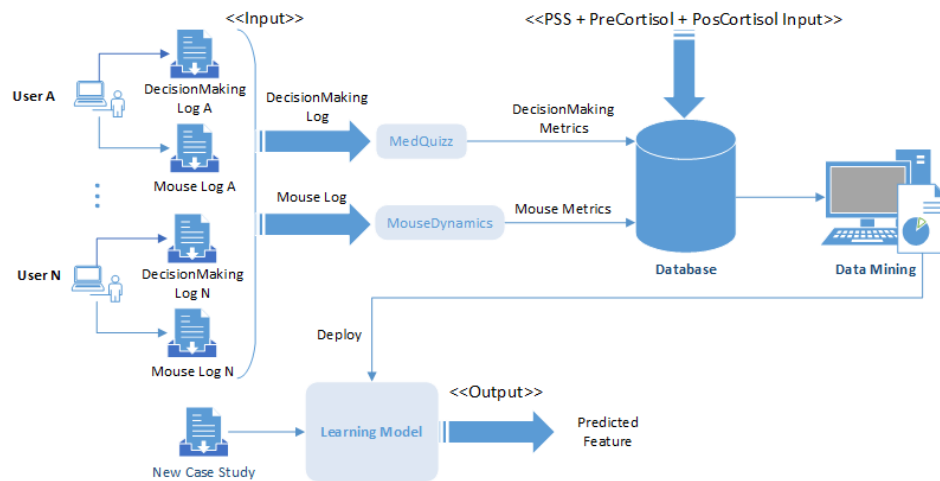 <<Input>>
<<PSS + PreCortisol + PosCortisol Input>>
User A
DecisionMaking
Log A
Mouse Log A
DecisionMaking
Log
MedQuizz
DecisionMaking
Metrics
Mouse Log
MouseDynamics
Mouse Metrics
Database
Data Mining
User N
DecisionMaking
Log N
Mouse Log N
Deploy
<<Output>>
Learning Model
Predicted
Feature
New Case Study